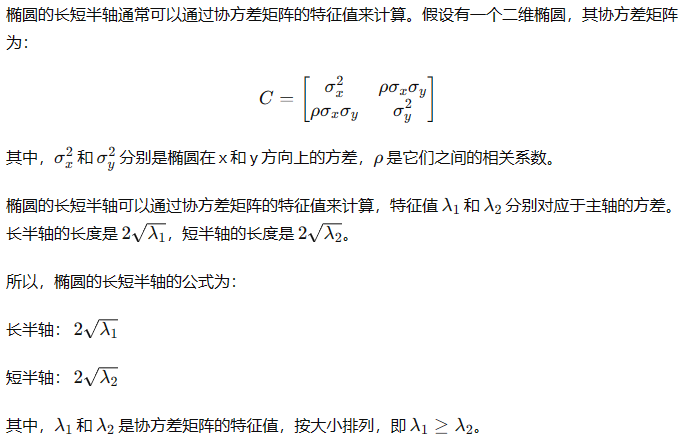 椭圆的长短半轴通常可以通过协方差矩阵的特征值来计算。假设有一个二维椭圆，其协方差矩阵
为：
$C = \begin{bmatrix} \sigma_x^2 & \rho\sigma_x\sigma_y \\ \rho\sigma_x\sigma_y & \sigma_y^2 \end{bmatrix}$
其中，$\sigma_x^2$ 和 $\sigma_y^2$ 分别是椭圆在 x 和 y 方向上的方差，$\rho$ 是它们之间的相关系数。
椭圆的长短半轴可以通过协方差矩阵的特征值来计算，特征值 $\lambda_1$ 和 $\lambda_2$ 分别对应于主轴的方差。
长半轴的长度是 $2\sqrt{\lambda_1}$，短半轴的长度是 $2\sqrt{\lambda_2}$。
所以，椭圆的长短半轴的公式为：
长半轴： $2\sqrt{\lambda_1}$
短半轴： $2\sqrt{\lambda_2}$
其中，$\lambda_1$ 和 $\lambda_2$ 是协方差矩阵的特征值，按大小排列，即 $\lambda_1 \geq \lambda_2$。